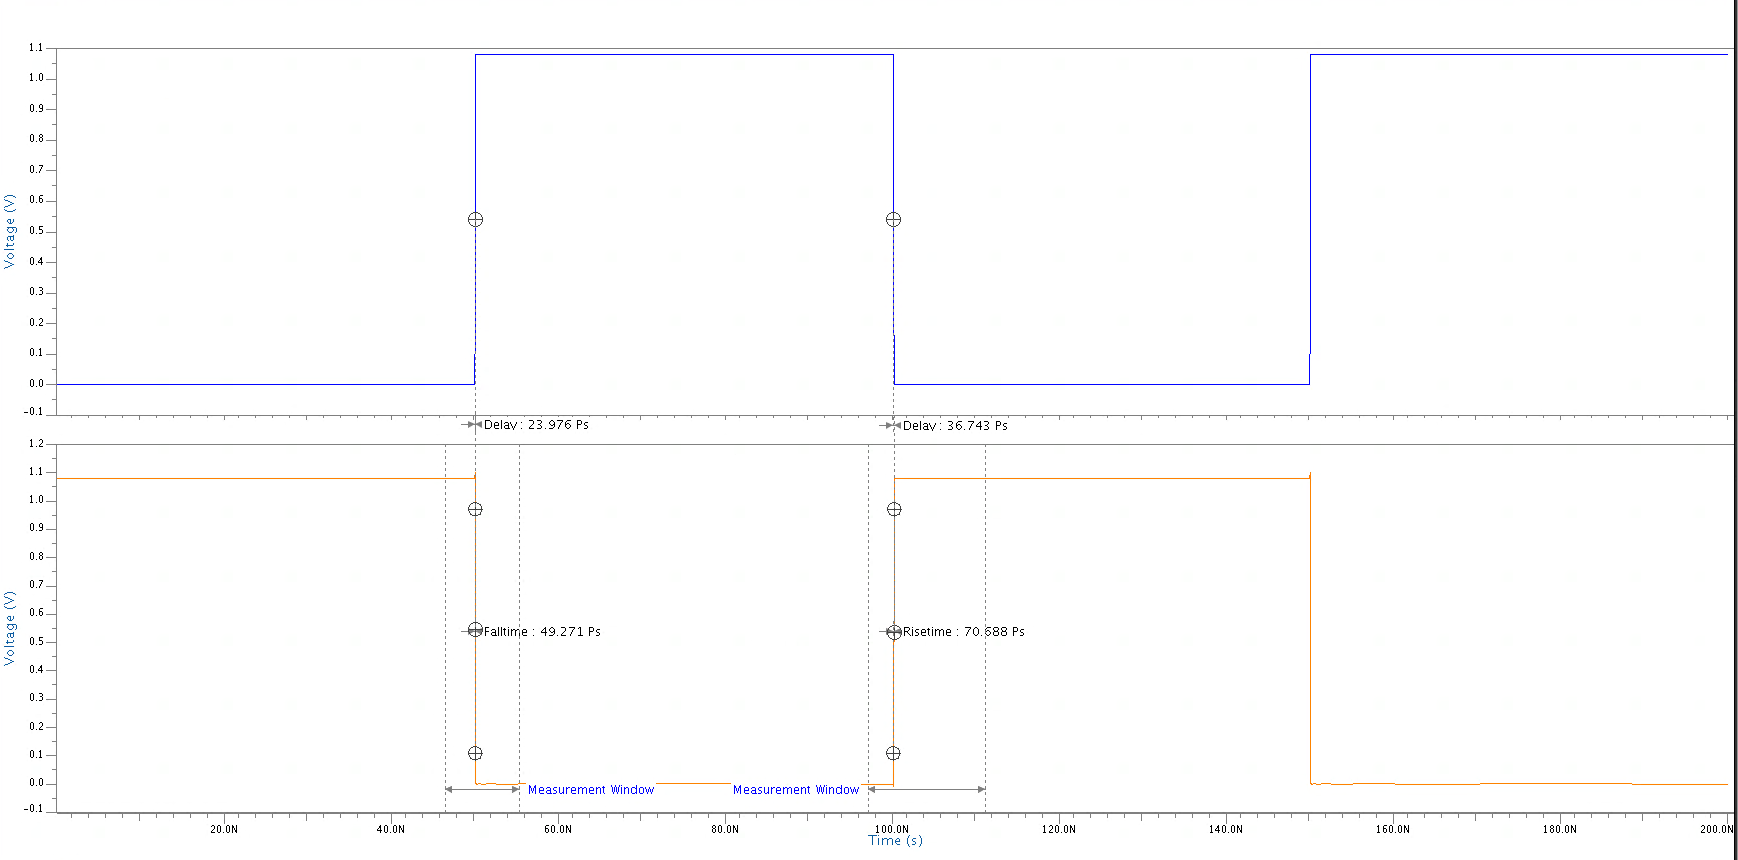 1.1
1.0
0.9
0.8
0.7
0.6
0.5
0.4
0.3
0.2
0.1
0.0
-0.1
Voltage (V)
Delay : 23.976 Ps
Delay : 36.743 Ps
1.2
1.1
1.0
0.9
0.8
0.7
0.6
0.5
0.4
0.3
0.2
0.1
0.0
-0.1
Voltage (V)
Falltime : 49.271 Ps
Risetime : 70.688 Ps
Measurement Window
Measurement Window
20.0N 40.0N 60.0N 80.0N 100.0N 120.0N 140.0N 160.0N 180.0N 200.0N
Time (s)